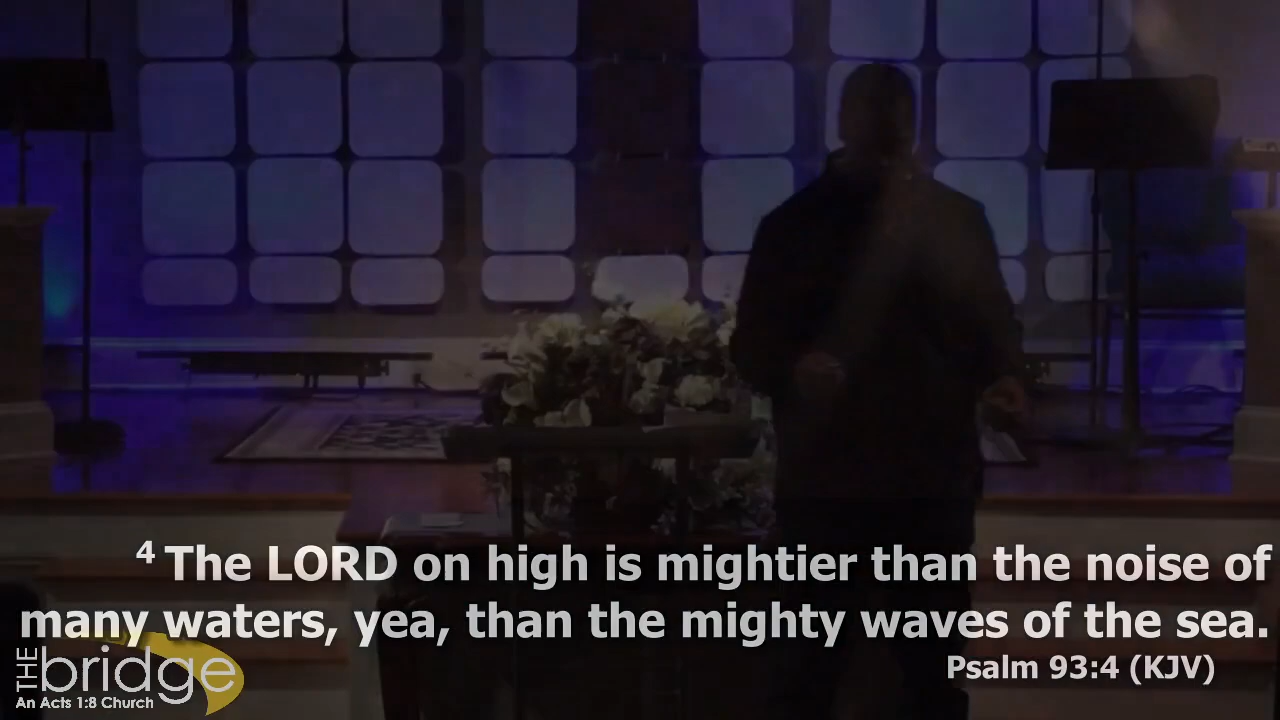 4 The LORD on high is mightier than the noise of
many waters, yea, than the mighty waves of the sea.
Psalm 93:4 (KJV)
THE bridge
An Acts 1:8 Church